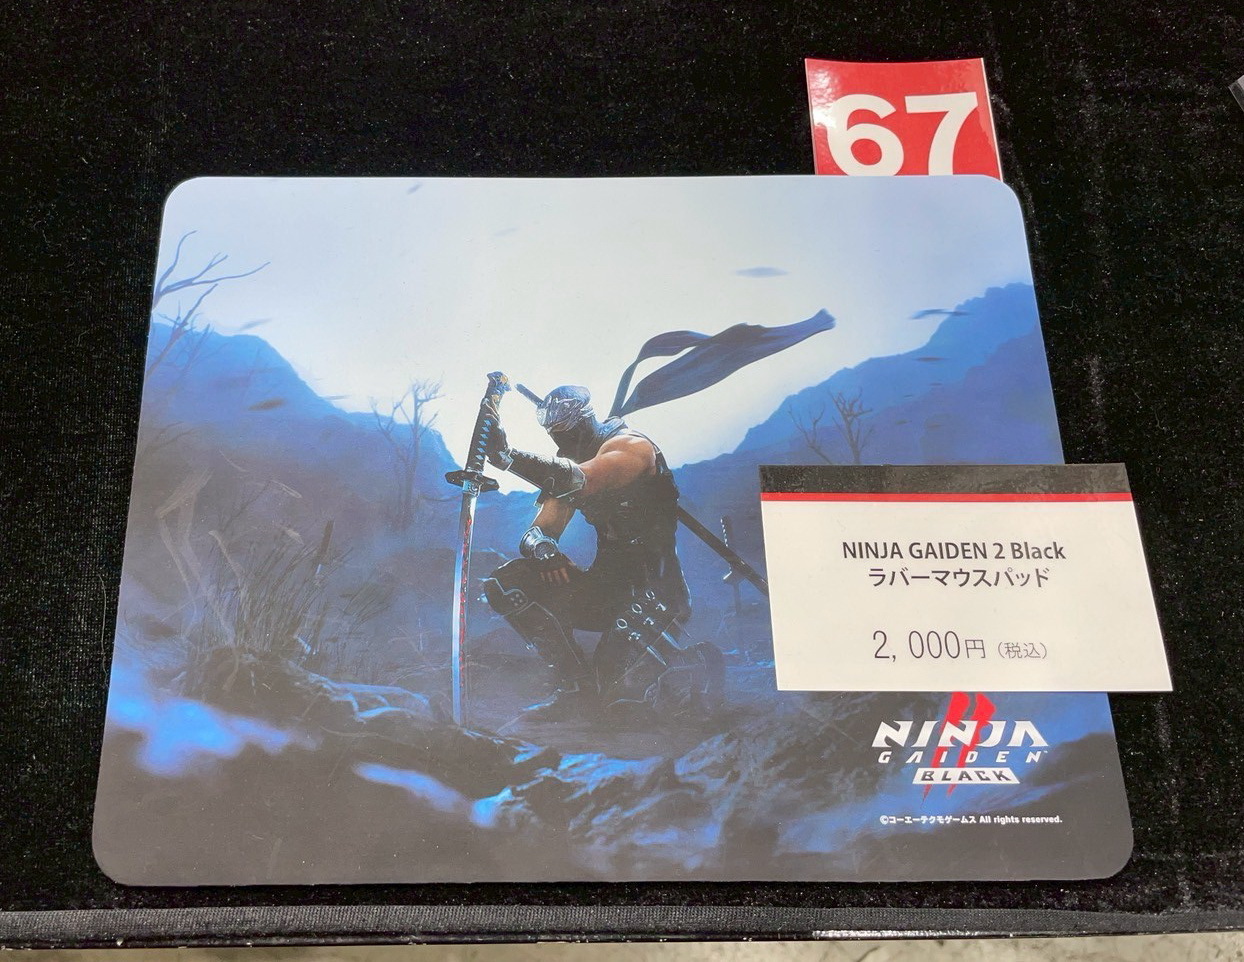 67
NINJA GAIDEN 2 Black
ラバーマウスパッド
2,000円（税込）
NINJA
GAIDEN
BLACK
©コーエーテクモゲームス All rights reserved.